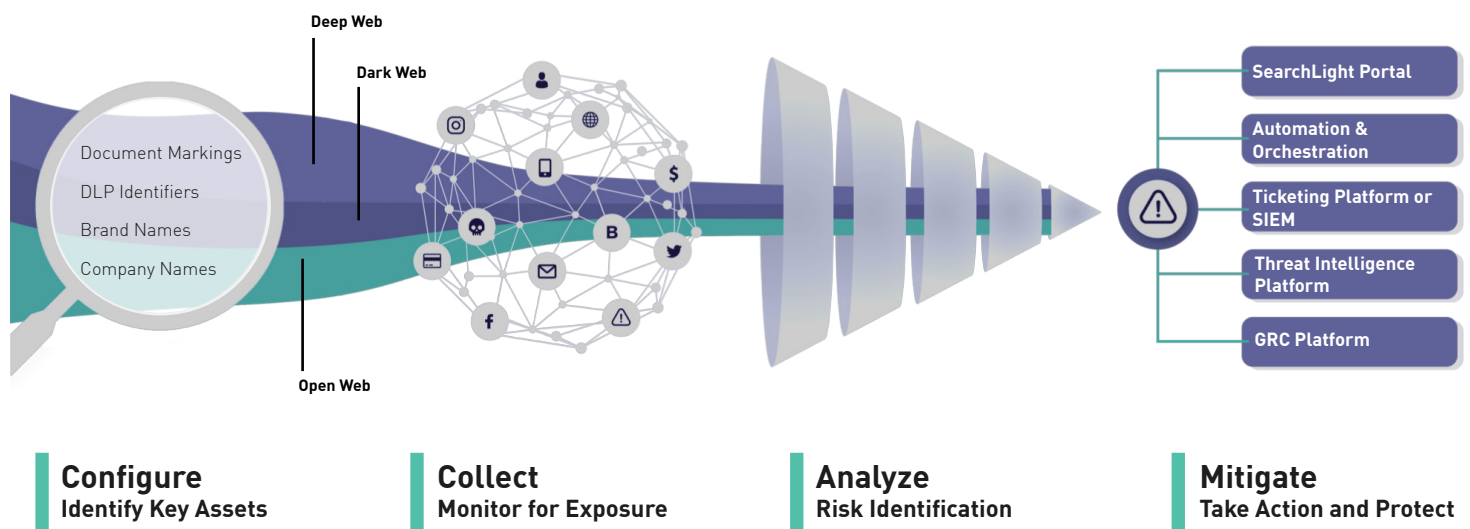 Deep Web
Dark Web
Document Markings
DLP Identifiers
Brand Names
Company Names
Open Web
$
B
f
SearchLight Portal
Automation &
Orchestration
Ticketing Platform or
SIEM
Threat Intelligence
Platform
GRC Platform
Configure
Identify Key Assets
Collect
Monitor for Exposure
Analyze
Risk Identification
Mitigate
Take Action and Protect